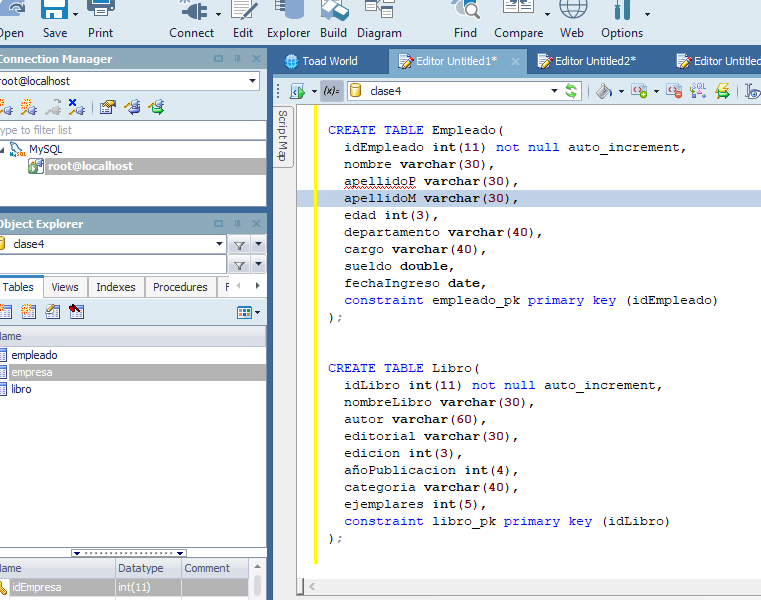 Open Save Print Connect Edit Explorer Build Diagram Find Compare Web Options
Connection Manager
root@localhost
type to filter list
MySQL
root@localhost
Object Explorer
clase4
Tables Views Indexes Procedures F
Name
empleado
empresa
libro
Name Datatype Comment
idEmpresa int(11)
Toad World Editor Untitled1* Editor Untitled2* Editor Untitled
(x)= clase4
Script Map
CREATE TABLE Empleado(
idEmpleado int(11) not null auto_increment,
nombre varchar(30),
apellidoP varchar(30),
apellidoM varchar(30),
edad int(3),
departamento varchar(40),
cargo varchar(40),
sueldo double,
fechaIngreso date,
constraint empleado_pk primary key (idEmpleado)
);
CREATE TABLE Libro(
idLibro int(11) not null auto_increment,
nombreLibro varchar(30),
autor varchar(60),
editorial varchar(30),
edicion int(3),
añoPublicacion int(4),
categoria varchar(40),
ejemplares int(5),
constraint libro_pk primary key (idLibro)
);